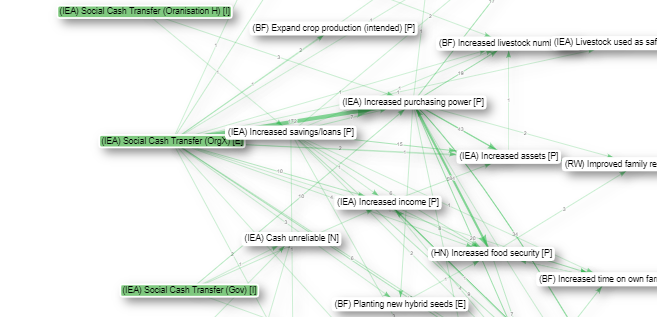 (IEA) Social Cash Transfer (Oranisation H) [I]
(BF) Expand crop production (intended) [P]
(BF) Increased livestock numl
(IEA) Livestock used as saf
(IEA) Increased purchasing power [P]
(IEA) Social Cash Transfer (OrgX) [E]
(IEA) Increased savings/loans [P]
(IEA) Increased assets [P]
(RW) Improved family re
(IEA) Increased income [P]
(IEA) Cash unreliable [N]
(HN) Increased food security [P]
(BF) Increased time on own farr
(IEA) Social Cash Transfer (Gov) [I]
(BF) Planting new hybrid seeds [E]